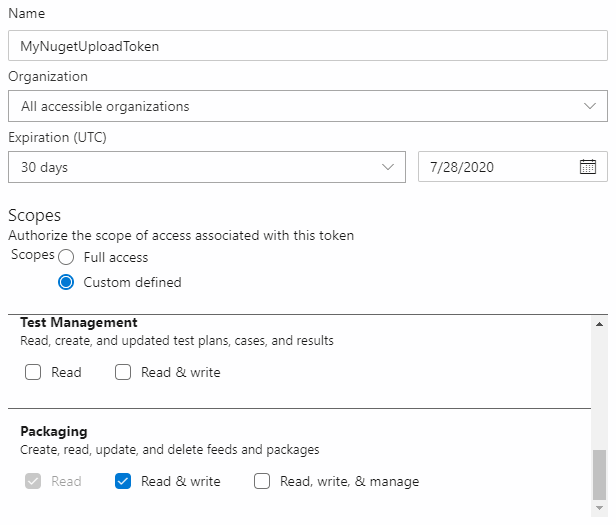 Name
MyNugetUploadToken
Organization
All accessible organizations
Expiration (UTC)
30 days 7/28/2020
Scopes
Authorize the scope of access associated with this token
Scopes Full access
Custom defined
Test Management
Read, create, and updated test plans, cases, and results
Read Read & write
Packaging
Create, read, update, and delete feeds and packages
Read Read & write Read, write, & manage